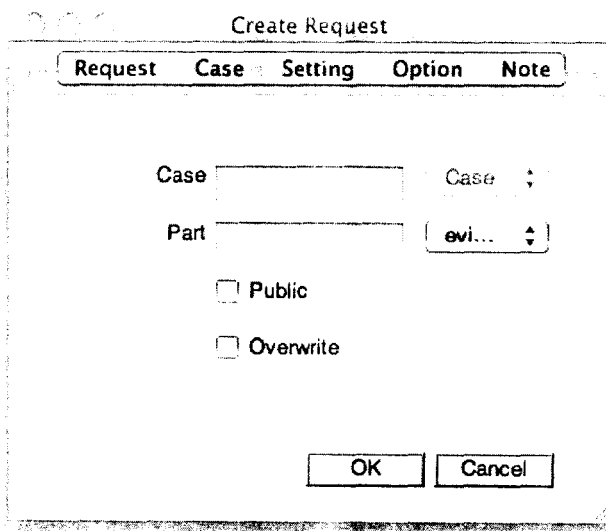 Create Request
Request Case Setting Option Note
Case Case
Part evi...
Public
Overwrite
OK Cancel